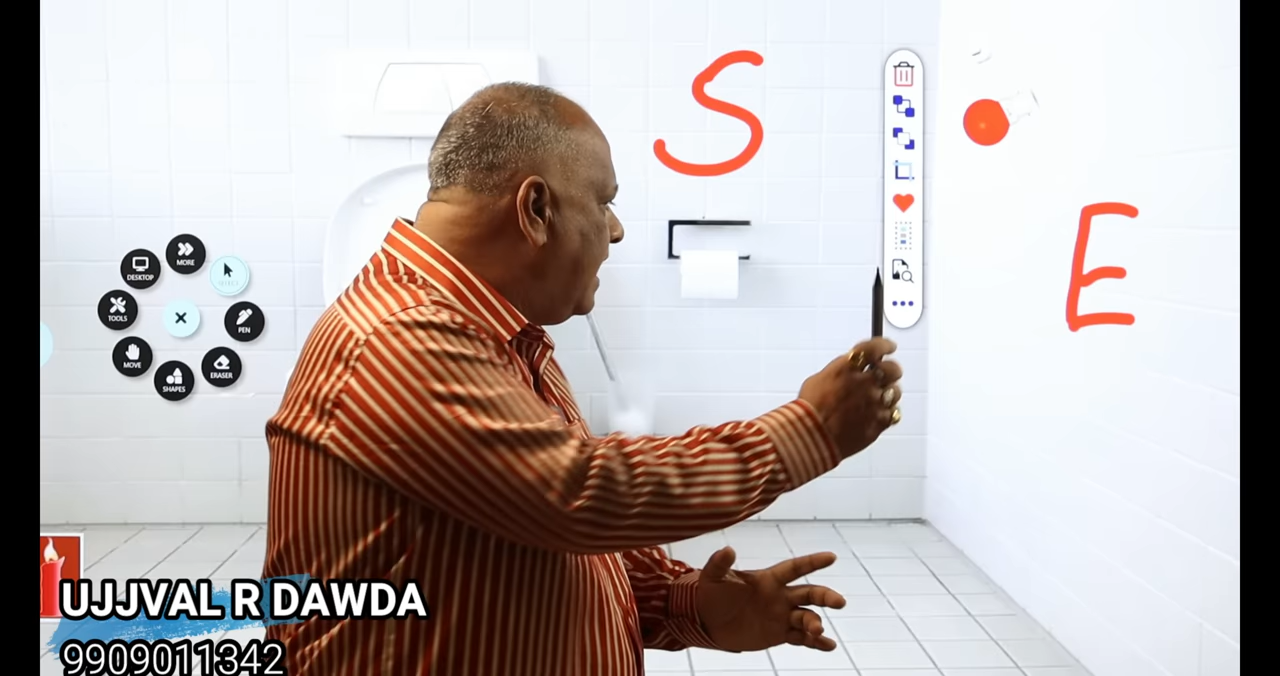 S
E
MORE
DESKTOP
TOOLS
PEN
MOVE
ERASER
SHAPES
UJJVAL R DAWDA
9909011342